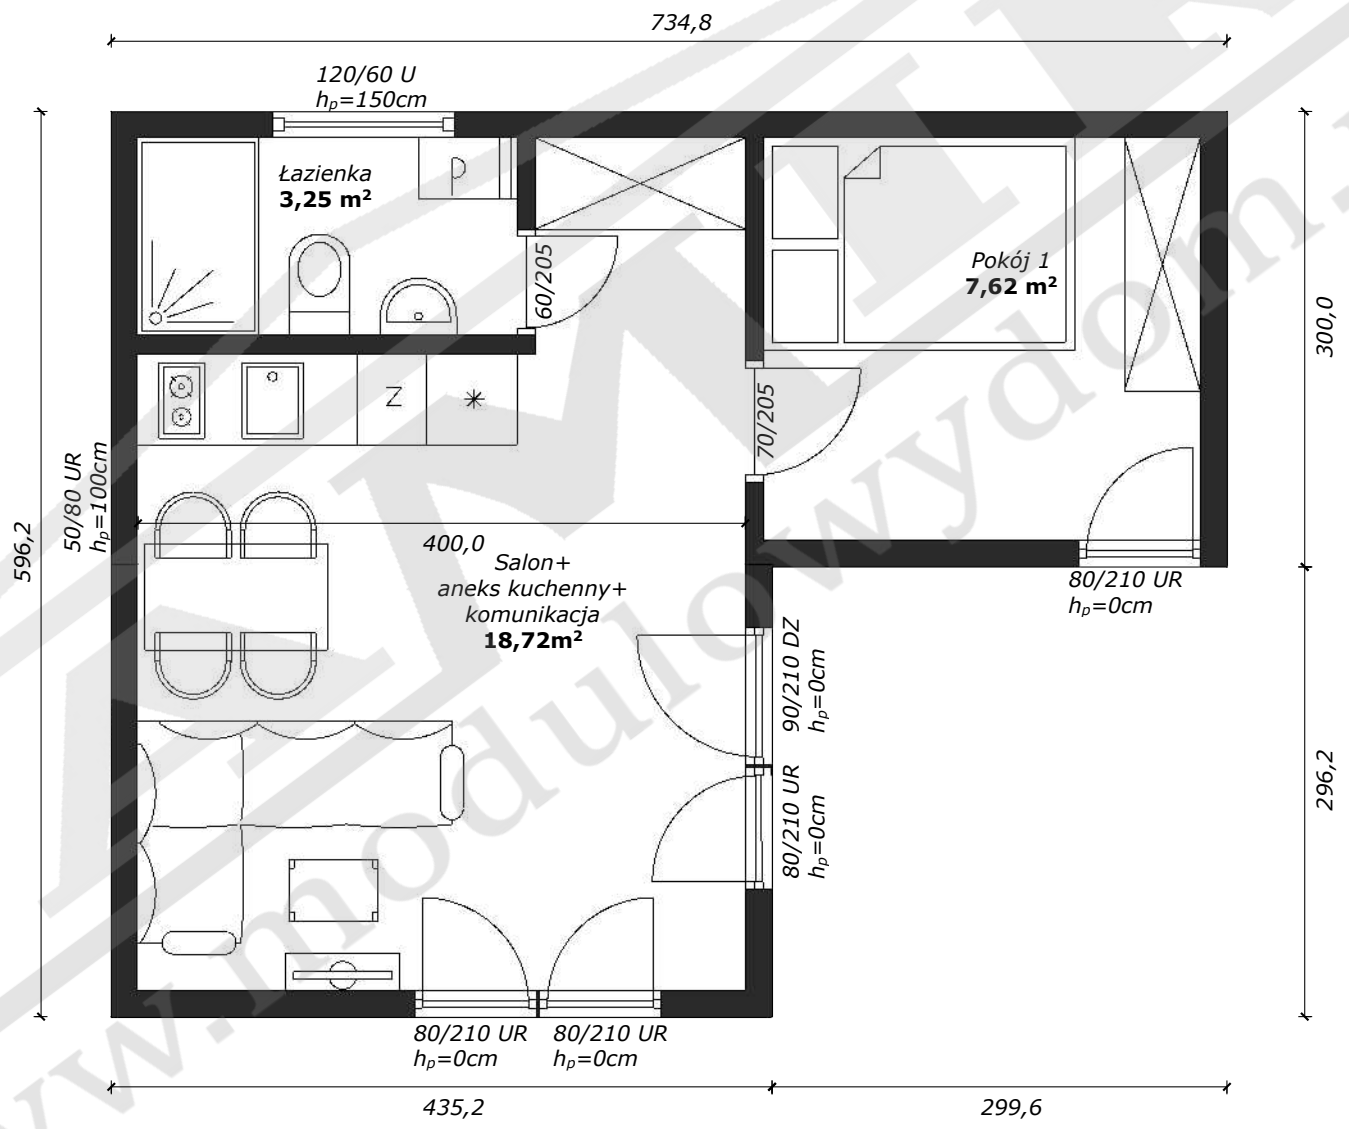 734,8
120/60 U
hₚ=150cm
Łazienka
3,25 m²
60/205
Pokój 1
7,62 m²
300,0
70/205
Z
50/80 UR
hₚ=100cm
596,2
400,0
Salon+
aneks kuchenny+
komunikacja
18,72m²
80/210 UR
hₚ=0cm
90/210 DZ
hₚ=0cm
80/210 UR
hₚ=0cm
296,2
80/210 UR
hₚ=0cm
80/210 UR
hₚ=0cm
435,2
299,6
w.modulowydom.